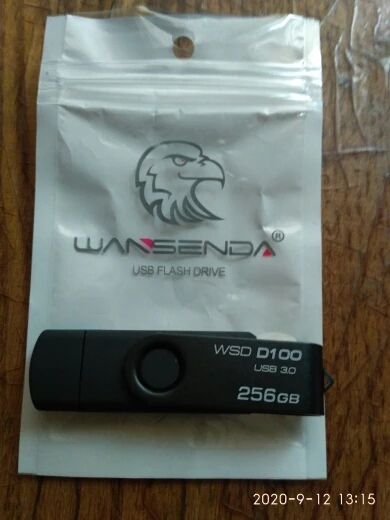 WANSENDA®
USB FLASH DRIVE
WSD D100
USB 3.0
256GB
2020-9-12 13:15